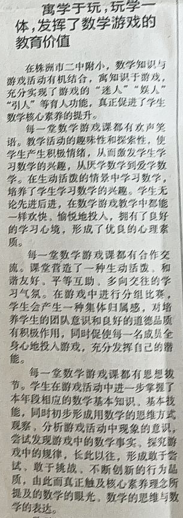 寓学于玩,玩学一
体,发挥了数学游戏的
教育价值
在株洲市二中附小,数学知识与
游戏活动有机结合,寓知识于游戏,
充分实现了游戏的“迷人”“娱人”
“引人”等育人功能,真正促进了学生
数学核心素养的提升。
每一堂数学游戏课都有欢声笑
语。教学活动的趣味性和探索性,使
学生产生积极情绪,从而激发学生学
习数学的兴趣,从厌学数学到爱学数
学。在生动活泼的情景中学习数学,
培养了学生学习数学的兴趣。学生无
论先进后进,在数学游戏教学中都能
一样欢快、愉悦地投入,拥有了良好
的学习心境,形成了优良的心理素
质。
每一堂数学游戏课都有合作交
流。课堂营造了一种生动活泼、和
谐友好、平等互助、多向交往的学
习气氛。在游戏中进行分组比赛,
学生会产生一种集体归属感,对培
养学生的团队意识和良好的道德品质
有积极作用,同时促使每一名成员全
身心地投入游戏,充分发挥自己的潜
能。
每一堂数学游戏课都有思想拔
节。学生在游戏活动中进一步掌握了
本年段相应的数学基本知识、基本技
能,同时初步形成用数学的思维方式
观察、分析游戏活动中现象的意识,
尝试发现游戏中的数学事实、探究游
戏中的规律,长此以往,形成敢于尝
试、敢于挑战、不断创新的行为品
质,由此而真正触及核心素养理念所
提及的数学的眼光、数学的思维与数
学的表达。